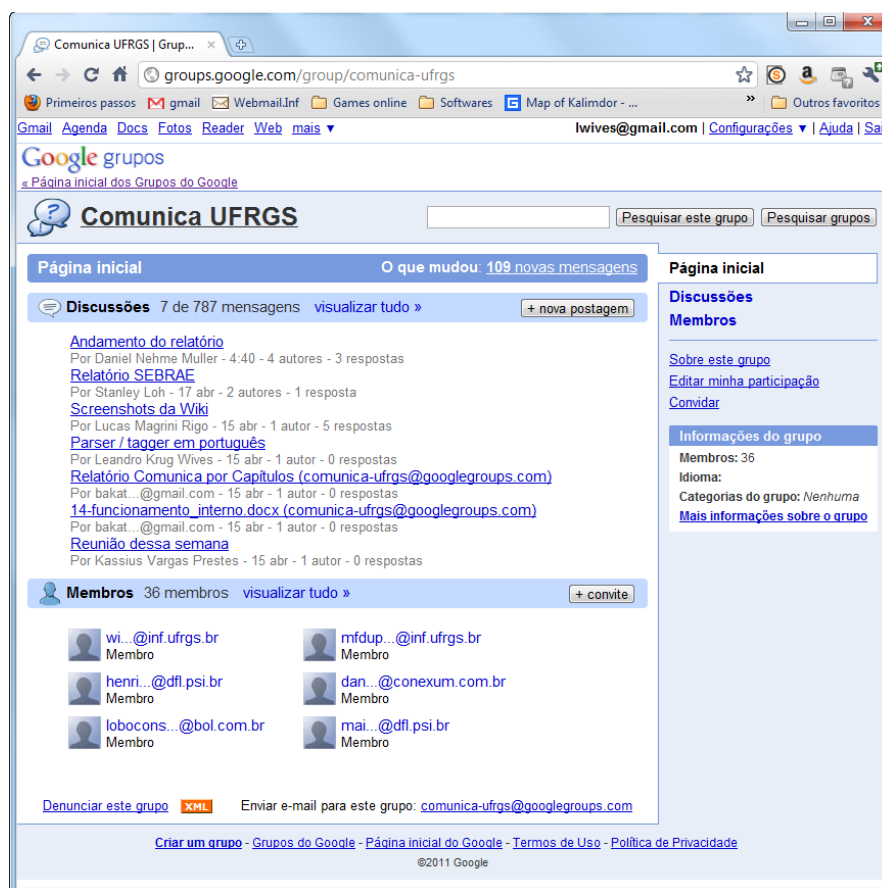 Comunica UFRGS | Grup...
groups.google.com/group/comunica-ufrgs
Primeiros passos gmail Webmail.Inf Games online Softwares Map of Kalimdor - ... » Outros favoritos
Gmail Agenda Docs Fotos Reader Web mais ▼ lwives@gmail.com | Configurações ▼ | Ajuda | Sa
Google grupos
« Página inicial dos Grupos do Google
Comunica UFRGS Pesquisar este grupo Pesquisar grupos
Página inicial O que mudou: 109 novas mensagens
Discussões 7 de 787 mensagens visualizar tudo » + nova postagem
Andamento do relatório
Por Daniel Nehme Muller - 4:40 - 4 autores - 3 respostas
Relatório SEBRAE
Por Stanley Loh - 17 abr - 2 autores - 1 resposta
Screenshots da Wiki
Por Lucas Magrini Rigo - 15 abr - 1 autor - 5 respostas
Parser / tagger em português
Por Leandro Krug Wives - 15 abr - 1 autor - 0 respostas
Relatório Comunica por Capítulos (comunica-ufrgs@googlegroups.com)
Por bakat...@gmail.com - 15 abr - 1 autor - 0 respostas
14-funcionamento_interno.docx (comunica-ufrgs@googlegroups.com)
Por bakat...@gmail.com - 15 abr - 1 autor - 0 respostas
Reunião dessa semana
Por Kassius Vargas Prestes - 15 abr - 1 autor - 0 respostas
Membros 36 membros visualizar tudo » + convite
wi...@inf.ufrgs.br
Membro
mfdup...@inf.ufrgs.br
Membro
henri...@dfl.psi.br
Membro
dan...@conexum.com.br
Membro
lobocons...@bol.com.br
Membro
mai...@dfl.psi.br
Membro
Denunciar este grupo XML Enviar e-mail para este grupo: comunica-ufrgs@googlegroups.com
Página inicial
Discussões
Membros
Sobre este grupo
Editar minha participação
Convidar
Informações do grupo
Membros: 36
Idioma:
Categorias do grupo: Nenhuma
Mais informações sobre o grupo
Criar um grupo - Grupos do Google - Página inicial do Google - Termos de Uso - Política de Privacidade
©2011 Google